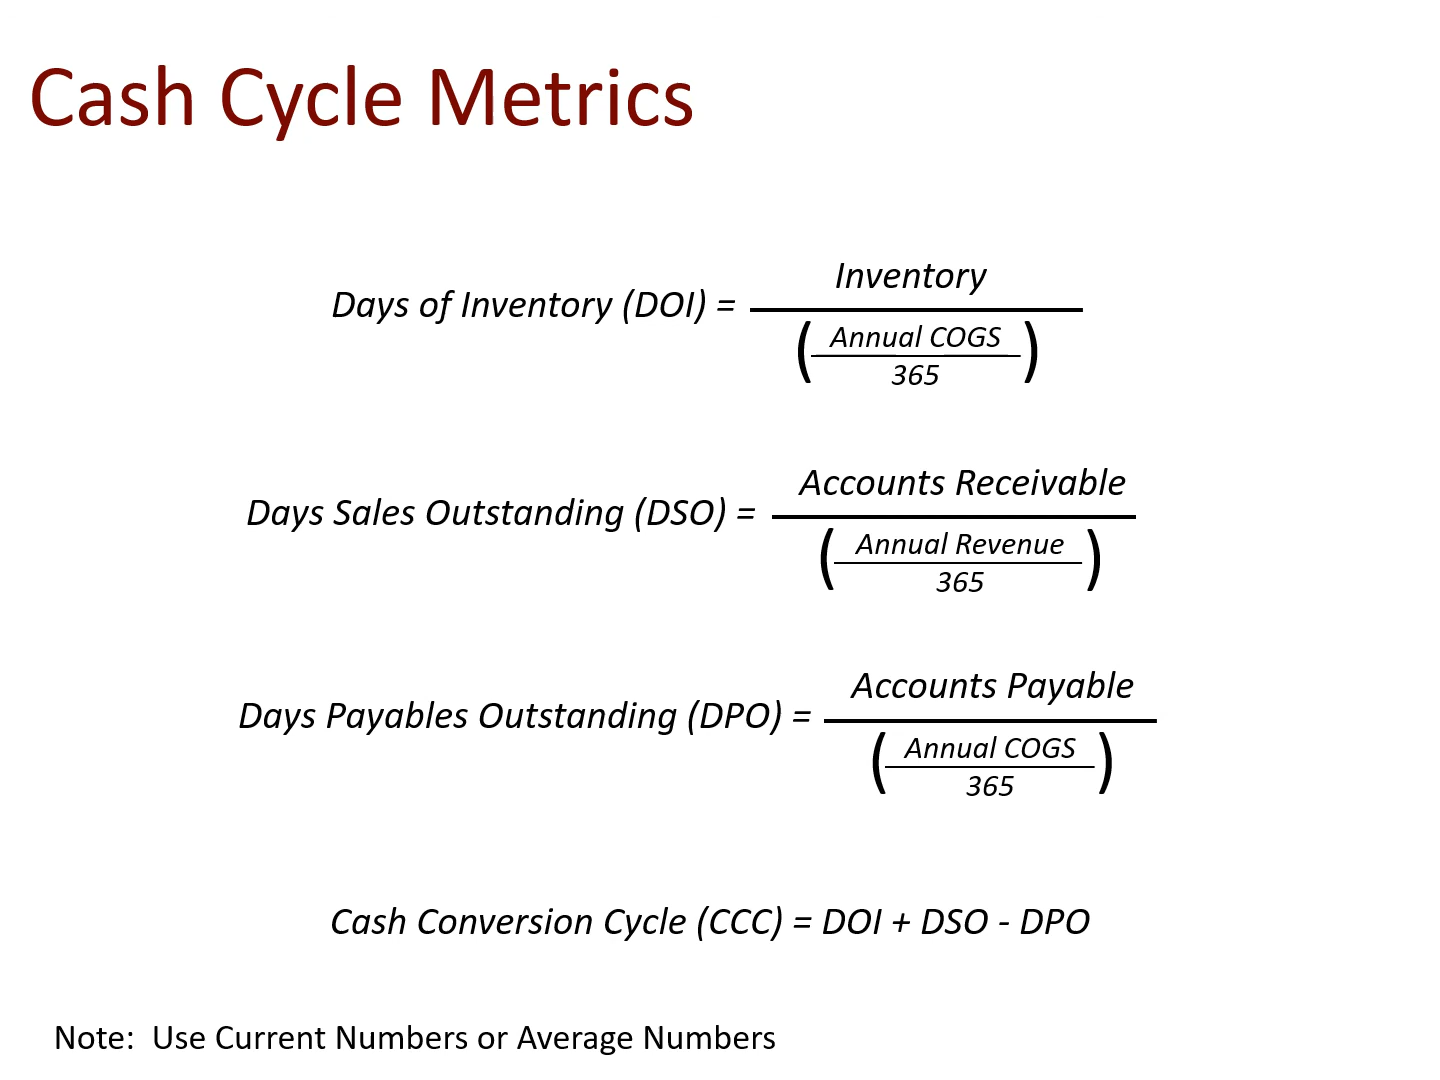 Cash Cycle Metrics
Days of Inventory (DOI) = Inventory
( Annual COGS )
365
Days Sales Outstanding (DSO) = Accounts Receivable
( Annual Revenue )
365
Days Payables Outstanding (DPO) = Accounts Payable
( Annual COGS )
365
Cash Conversion Cycle (CCC) = DOI + DSO - DPO
Note:  Use Current Numbers or Average Numbers